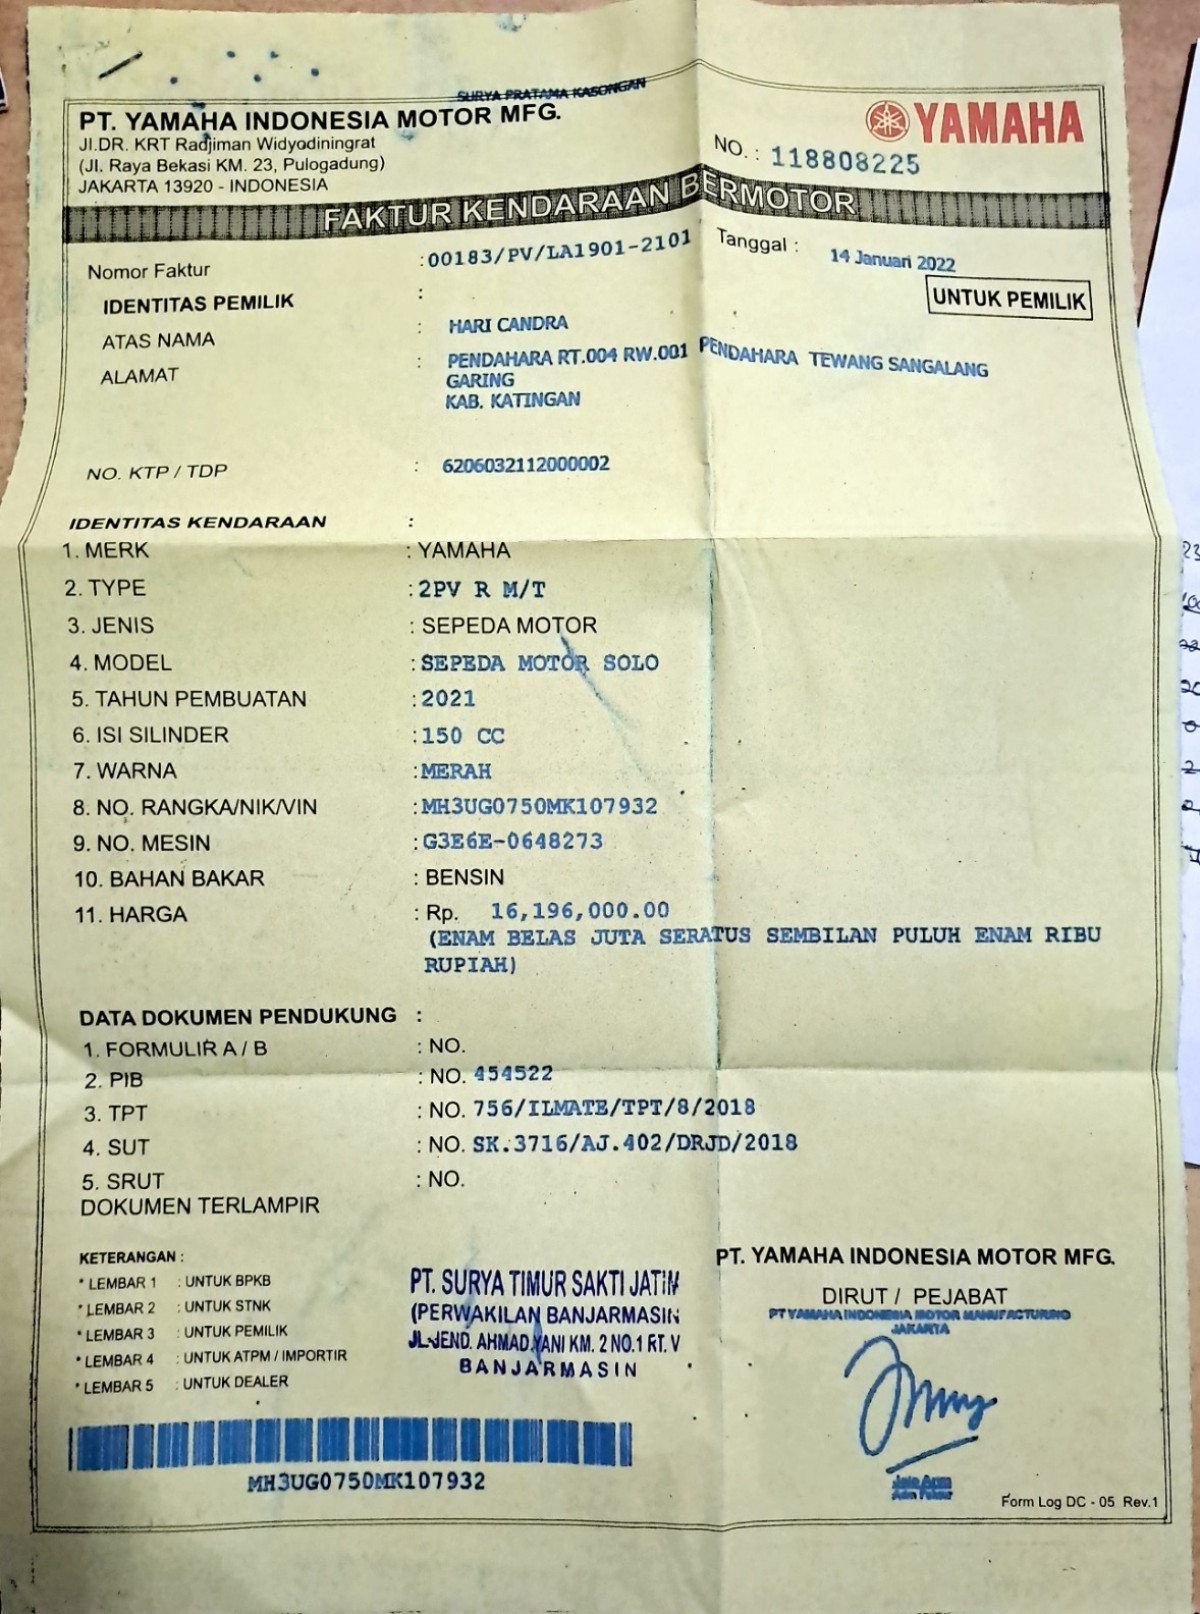 SURYA PRATAMA KASONGAN
PT. YAMAHA INDONESIA MOTOR MFG.
Jl.DR. KRT Radjiman Widyodiningrat
(Jl. Raya Bekasi KM. 23, Pulogadung)
JAKARTA 13920 - INDONESIA
YAMAHA
NO. : 118808225
FAKTUR KENDARAAN BERMOTOR
Nomor Faktur : 00183/PV/LA1901-2101 Tanggal : 14 Januari 2022
IDENTITAS PEMILIK :
UNTUK PEMILIK
ATAS NAMA : HARI CANDRA
ALAMAT : PENDAHARA RT.004 RW.001 PENDAHARA TEWANG SANGALANG
GARING
KAB. KATINGAN
NO. KTP / TDP : 6206032112000002
IDENTITAS KENDARAAN :
1. MERK : YAMAHA
2. TYPE : 2PV R M/T
3. JENIS : SEPEDA MOTOR
4. MODEL : SEPEDA MOTOR SOLO
5. TAHUN PEMBUATAN : 2021
6. ISI SILINDER : 150 CC
7. WARNA : MERAH
8. NO. RANGKA/NIK/VIN : MH3UG0750MK107932
9. NO. MESIN : G3E6E-0648273
10. BAHAN BAKAR : BENSIN
11. HARGA : Rp. 16,196,000.00
(ENAM BELAS JUTA SERATUS SEMBILAN PULUH ENAM RIBU
RUPIAH)
DATA DOKUMEN PENDUKUNG :
1. FORMULIR A / B : NO.
2. PIB : NO. 454522
3. TPT : NO. 756/ILMATE/TPT/8/2018
4. SUT : NO. SK.3716/AJ.402/DRJD/2018
5. SRUT : NO.
DOKUMEN TERLAMPIR
KETERANGAN :
* LEMBAR 1 : UNTUK BPKB
* LEMBAR 2 : UNTUK STNK
* LEMBAR 3 : UNTUK PEMILIK
* LEMBAR 4 : UNTUK ATPM / IMPORTIR
* LEMBAR 5 : UNTUK DEALER
PT. SURYA TIMUR SAKTI JATIM
(PERWAKILAN BANJARMASIN
JL. JEND. AHMAD YANI KM. 2 NO.1 RT. V
BANJARMASIN
PT. YAMAHA INDONESIA MOTOR MFG.
DIRUT / PEJABAT
PT YAMAHA INDONESIA MOTOR MANUFACTURING
JAKARTA
MH3UG0750MK107932
Form Log DC - 05 Rev.1